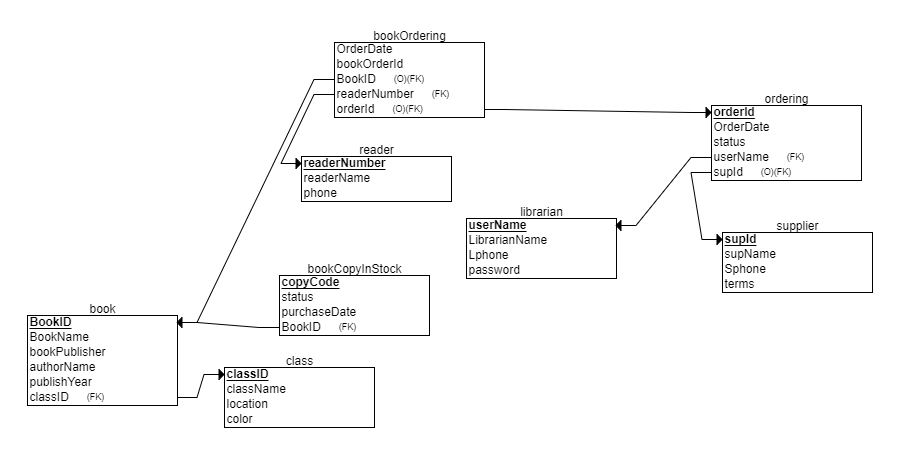 bookOrdering
OrderDate
bookOrderId
BookID (O)(FK)
readerNumber (FK)
orderId (O)(FK)
ordering
orderId
OrderDate
status
userName (FK)
supId (O)(FK)
reader
readerNumber
readerName
phone
librarian
userName
LibrarianName
Lphone
password
supplier
supId
supName
Sphone
terms
bookCopyInStock
copyCode
status
purchaseDate
BookID (FK)
book
BookID
BookName
bookPublisher
authorName
publishYear
classID (FK)
class
classID
className
location
color